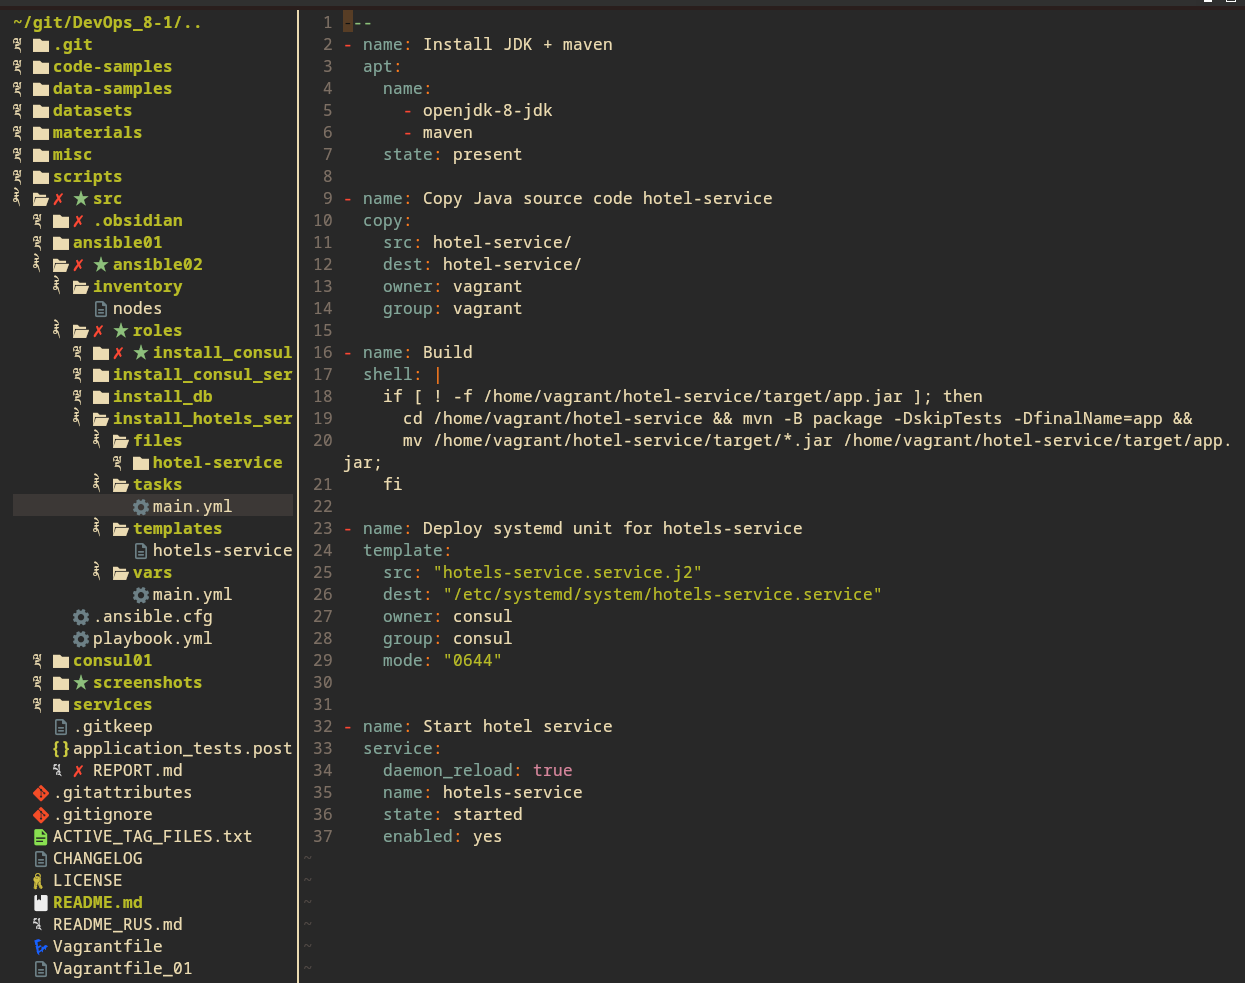 ~/git/DevOps_8-1/..
.git
code-samples
data-samples
datasets
materials
misc
scripts
✗ ★ src
✗ .obsidian
ansible01
✗ ★ ansible02
inventory
nodes
✗ ★ roles
✗ ★ install_consul
install_consul_ser
install_db
install_hotels_ser
files
hotel-service
tasks
main.yml
templates
hotels-service
vars
main.yml
.ansible.cfg
playbook.yml
consul01
★ screenshots
services
.gitkeep
{} application_tests.post
✗ REPORT.md
.gitattributes
.gitignore
ACTIVE_TAG_FILES.txt
CHANGELOG
LICENSE
README.md
README_RUS.md
Vagrantfile
Vagrantfile_01
1 ---
2 - name: Install JDK + maven
3   apt:
4     name:
5       - openjdk-8-jdk
6       - maven
7     state: present
8
9 - name: Copy Java source code hotel-service
10   copy:
11     src: hotel-service/
12     dest: hotel-service/
13     owner: vagrant
14     group: vagrant
15
16 - name: Build
17   shell: |
18     if [ ! -f /home/vagrant/hotel-service/target/app.jar ]; then
19       cd /home/vagrant/hotel-service && mvn -B package -DskipTests -DfinalName=app &&
20       mv /home/vagrant/hotel-service/target/*.jar /home/vagrant/hotel-service/target/app.
jar;
21     fi
22
23 - name: Deploy systemd unit for hotels-service
24   template:
25     src: "hotels-service.service.j2"
26     dest: "/etc/systemd/system/hotels-service.service"
27     owner: consul
28     group: consul
29     mode: "0644"
30
31
32 - name: Start hotel service
33   service:
34     daemon_reload: true
35     name: hotels-service
36     state: started
37     enabled: yes
~
~
~
~
~
~